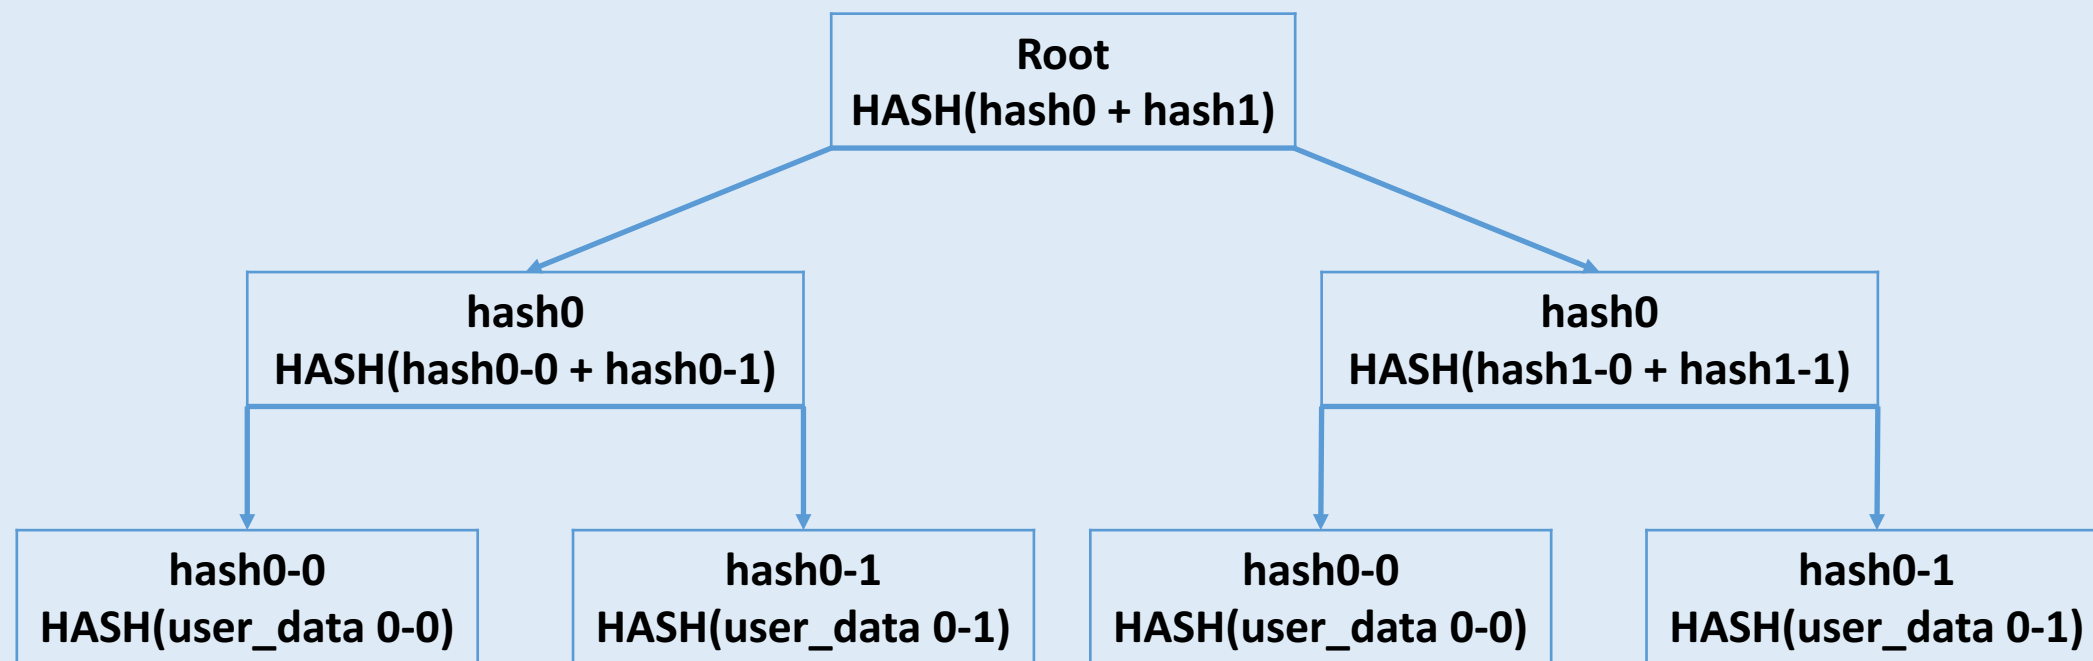 Root
HASH(hash0 + hash1)
hash0
HASH(hash0-0 + hash0-1)
hash0
HASH(hash1-0 + hash1-1)
hash0-0
HASH(user_data 0-0)
hash0-1
HASH(user_data 0-1)
hash0-0
HASH(user_data 0-0)
hash0-1
HASH(user_data 0-1)